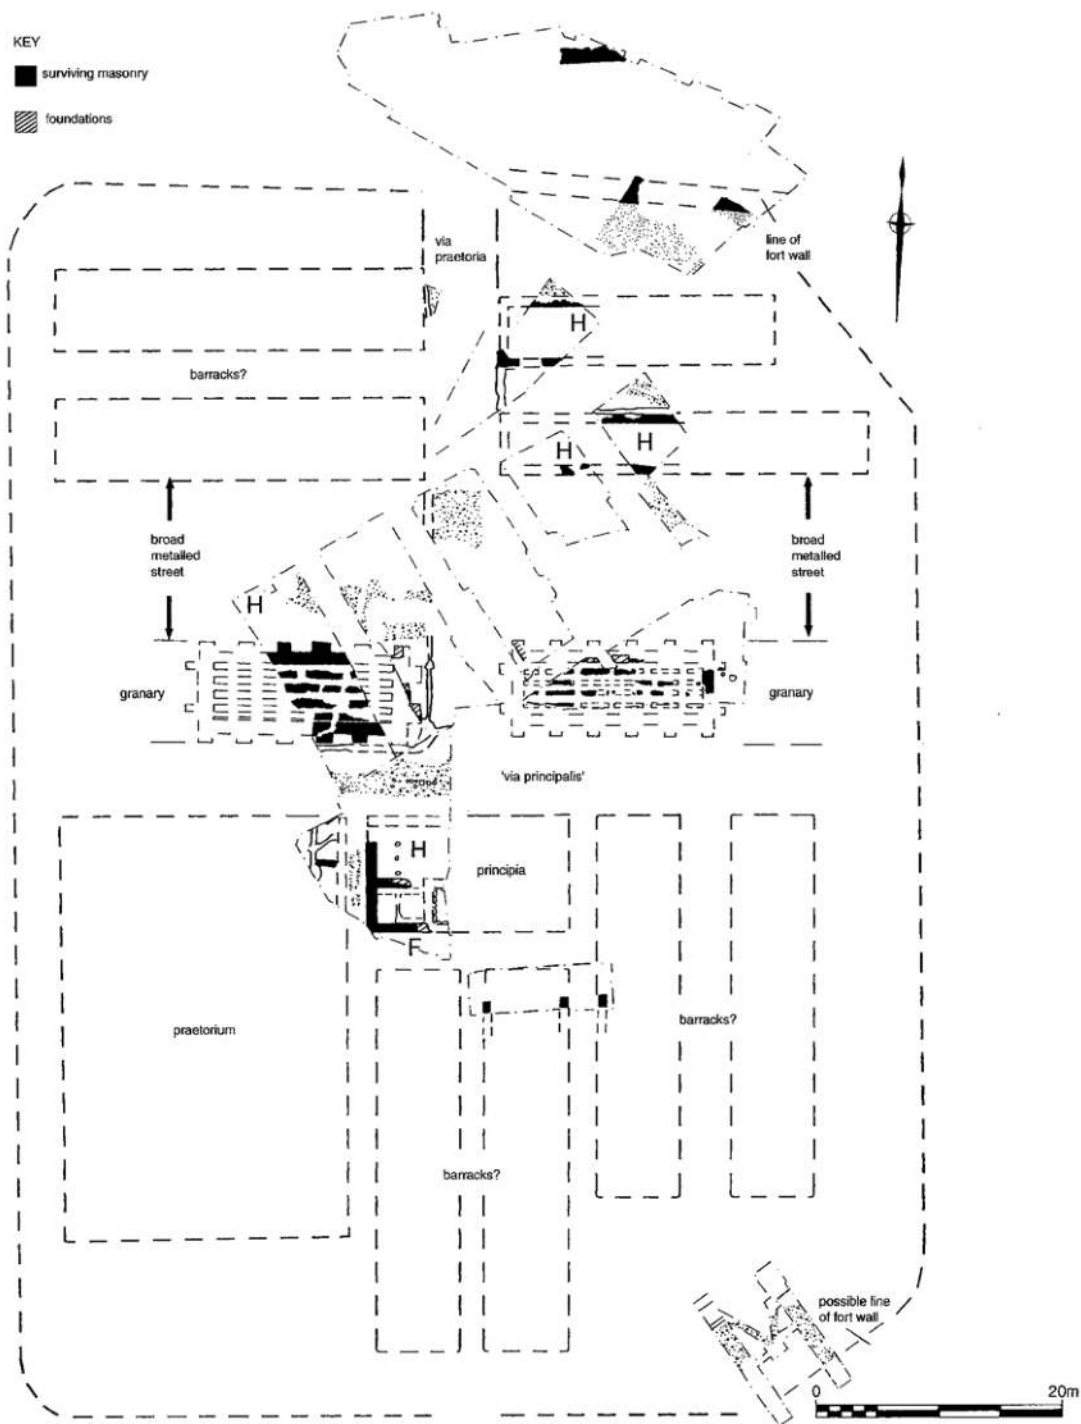 KEY
surviving masonry
foundations
via
praetoria
line of
fort wall
H
barracks?
H
H
broad
metalled
street
broad
metalled
street
H
granary
granary
'via principalis'
H
principia
F
praetorium
barracks?
barracks?
possible line
of fort wall
0
20m